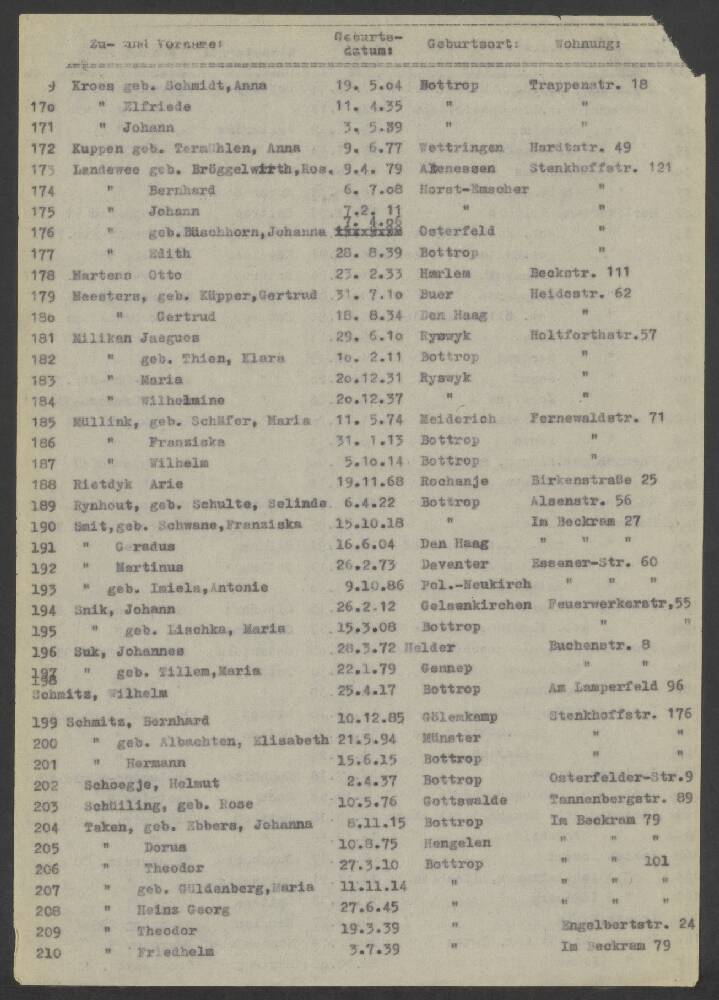 Zu- und Vorname: Geburts-datum: Geburtsort: Wohnung:
9 Kroes geb. Schmidt,Anna 19. 5.04 Bottrop Trappenstr. 18
17o " Elfriede 11. 4.35 " "
171 " Johann 3. 5.39 " "
172 Kuppen geb. Termühlen, Anna 9. 6.77 Wettringen Hardtstr. 49
173 Landewee geb. Bröggelwirth,Ros. 9.4. 79 Altenessen Stenkhoffstr. 121
174 " Bernhard 6. 7.o8 Horst-Emscher "
175 " Johann 7.2. 11 " "
176 " geb.Büschhorn,Johanna 7. 4.06 Osterfeld "
177 " Edith 28. 8.39 Bottrop "
178 Martens Otto 23. 2.33 Harlem Beckstr. 111
179 Meesters, geb. Küpper,Gertrud 31. 7.1o Buer Heidestr. 62
18o " Gertrud 18. 8.34 Den Haag "
181 Milikan Jaegues 29. 6.1o Ryswyk Holtforthstr.57
182 " geb. Thien, Klara 1o. 2.11 Bottrop "
183 " Maria 2o.12.31 Ryswyk "
184 " Wilhelmine 2o.12.37 " "
185 Müllink, geb. Schäfer, Maria 11. 5.74 Meiderich Fernewaldstr. 71
186 " Franziska 31. 1.13 Bottrop "
187 " Wilhelm 5.1o.14 Bottrop "
188 Rietdyk Arie 19.11.68 Rochanje Birkenstraße 25
189 Rynhout, geb. Schulte, Selinde 6.4.22 Bottrop Alsenstr. 56
190 Smit,geb. Schwane,Franziska 15.10.18 " Im Beckram 27
191 " Geradus 16.6.04 Den Haag " " "
192 " Martinus 26.2.73 Deventer Essener-Str. 60
193 " geb. Imiela,Antonie 9.10.86 Pol.-Neukirch " " "
194 Snik, Johann 26.2.12 Gelsenkirchen Feuerwerkerstr,55
195 " geb. Lischka, Maria 15.3.08 Bottrop " "
196 Suk, Johannes 28.3.72 Helder Buchenstr. 8
197 " geb. Tillem,Maria 22.1.79 Gennep " "
198 Schmitz, Wilhelm 25.4.17 Bottrop Am Lamperfeld 96
199 Schmitz, Bernhard 10.12.85 Gölemkamp Stenkhoffstr. 176
200 " geb. Albachten, Elisabeth 21.5.94 Münster " "
201 " Hermann 15.6.15 Bottrop " "
202 Schoegje, Helmut 2.4.37 Bottrop Osterfelder-Str.9
203 Schüiling, geb. Rose 10.5.76 Gottswalde Tannenbergstr. 89
204 Taken, geb. Ebbers, Johanna 8.11.15 Bottrop Im Beckram 79
205 " Dorus 10.8.75 Hengelen " " "
206 " Theodor 27.3.10 Bottrop " " 101
207 " geb. Güldenberg,Maria 11.11.14 " " " "
208 " Heinz Georg 27.6.45 " " " "
209 " Theodor 19.3.39 " Engelbertstr. 24
210 " Friedhelm 3.7.39 " Im Beckram 79